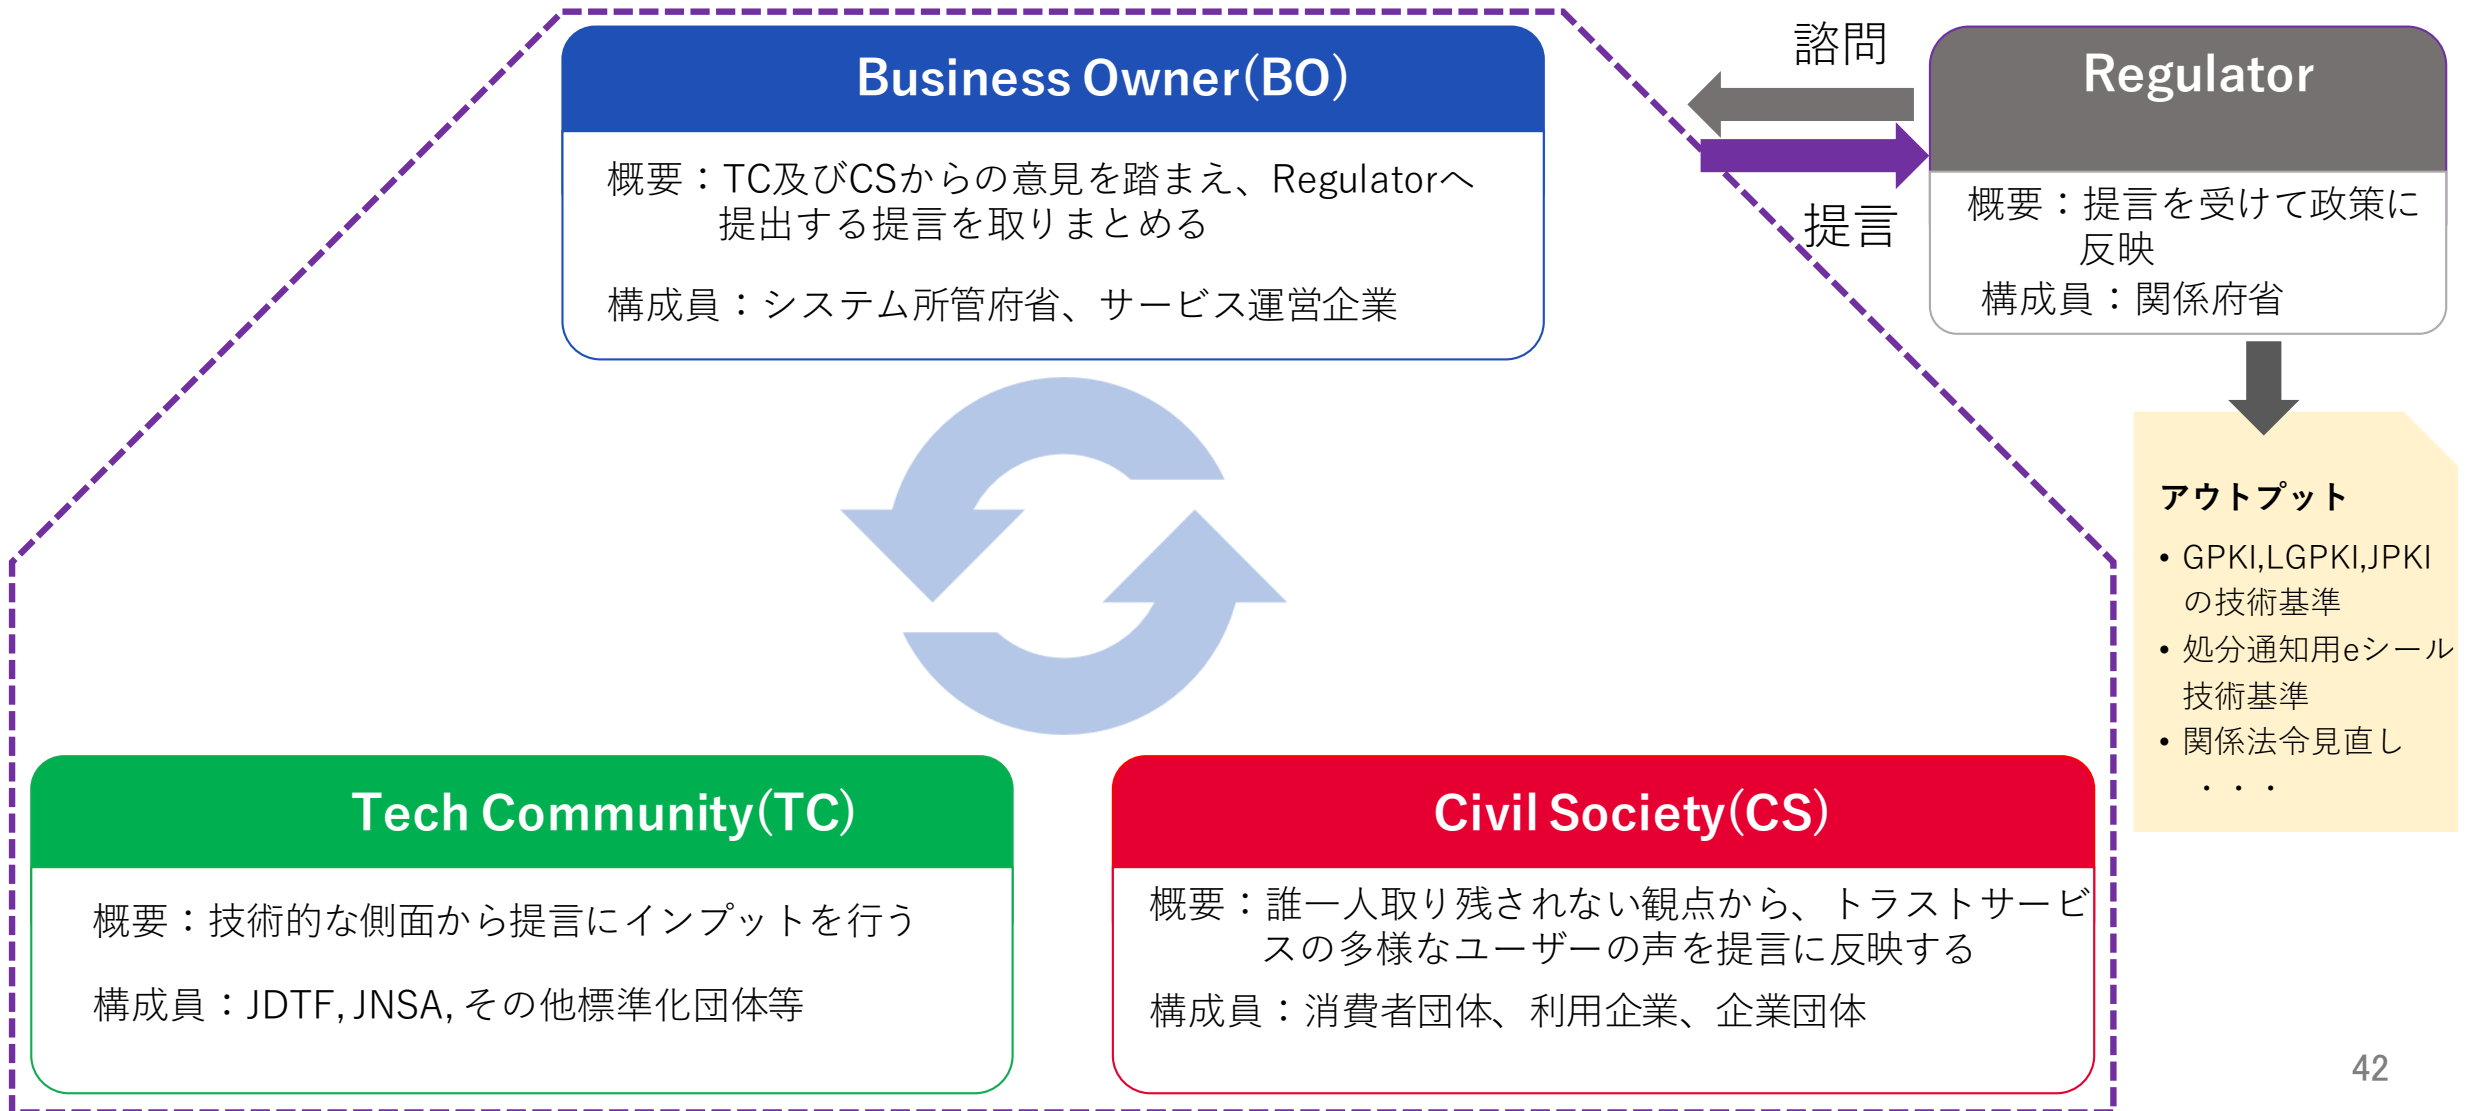 Business Owner(BO)
概要：TC及びCSからの意見を踏まえ、Regulatorへ
提出する提言を取りまとめる
構成員：システム所管府省、サービス運営企業
諮問
提言
Regulator
概要：提言を受けて政策に
反映
構成員：関係府省
アウトプット
• GPKI,LGPKI,JPKI
の技術基準
• 処分通知用eシール
技術基準
• 関係法令見直し
・・・
Tech Community(TC)
概要：技術的な側面から提言にインプットを行う
構成員：JDTF, JNSA, その他標準化団体等
Civil Society(CS)
概要：誰一人取り残されない観点から、トラストサービ
スの多様なユーザーの声を提言に反映する
構成員：消費者団体、利用企業、企業団体
42